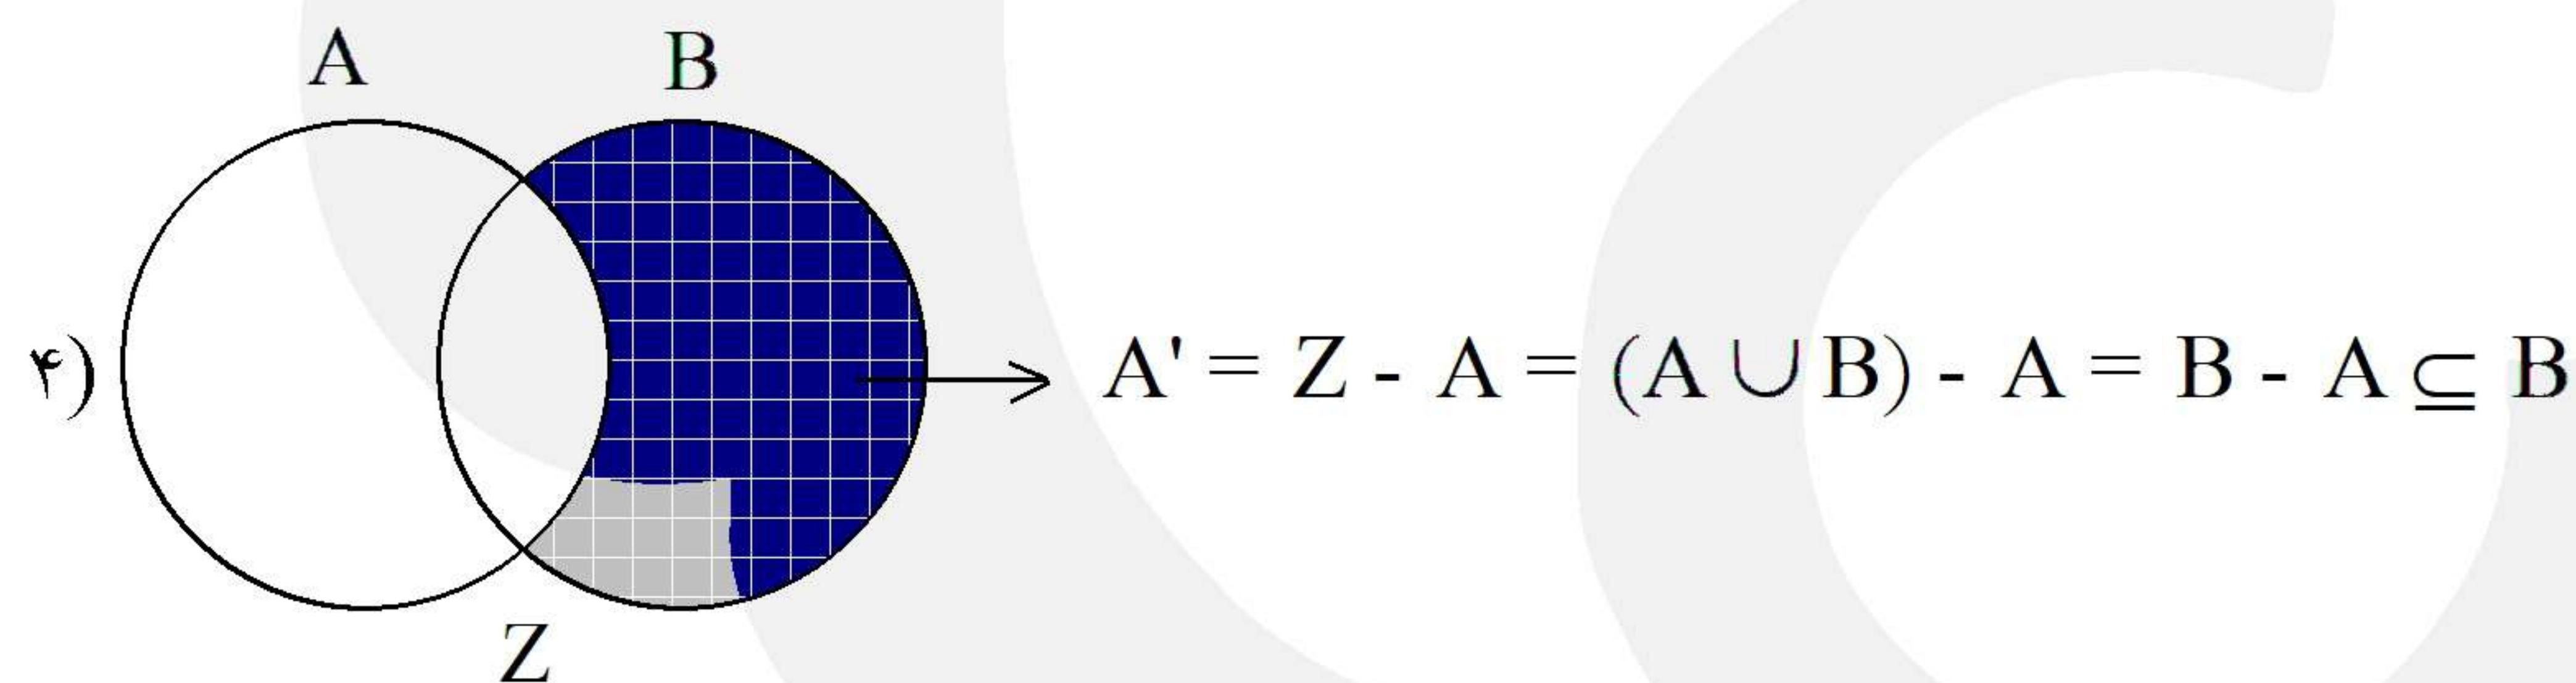 A B
۴) A' = Z - A = (A ∪ B) - A = B - A ⊆ B
Z